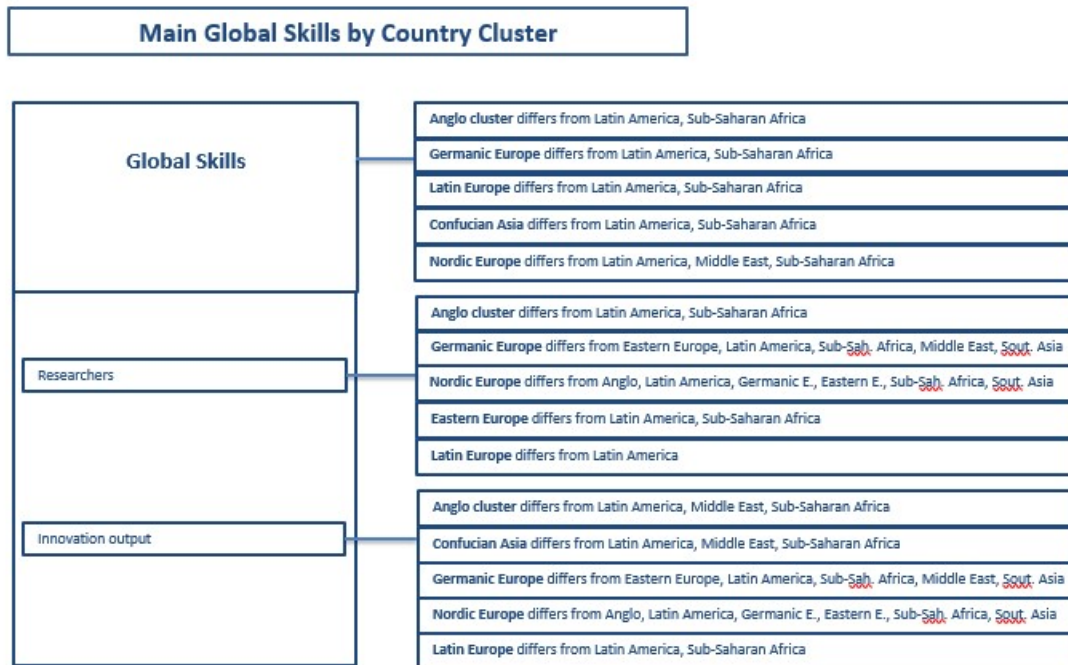 Main Global Skills by Country Cluster
Global Skills
Anglo cluster differs from Latin America, Sub-Saharan Africa
Germanic Europe differs from Latin America, Sub-Saharan Africa
Latin Europe differs from Latin America, Sub-Saharan Africa
Confucian Asia differs from Latin America, Sub-Saharan Africa
Nordic Europe differs from Latin America, Middle East, Sub-Saharan Africa
Researchers
Anglo cluster differs from Latin America, Sub-Saharan Africa
Germanic Europe differs from Eastern Europe, Latin America, Sub-Sah. Africa, Middle East, Sout. Asia
Nordic Europe differs from Anglo, Latin America, Germanic E., Eastern E., Sub-Sah. Africa, Sout. Asia
Eastern Europe differs from Latin America, Sub-Saharan Africa
Latin Europe differs from Latin America
Innovation output
Anglo cluster differs from Latin America, Middle East, Sub-Saharan Africa
Confucian Asia differs from Latin America, Middle East, Sub-Saharan Africa
Germanic Europe differs from Eastern Europe, Latin America, Sub-Sah. Africa, Middle East, Sout. Asia
Nordic Europe differs from Anglo, Latin America, Germanic E., Eastern E., Sub-Sah. Africa, Sout. Asia
Latin Europe differs from Latin America, Sub-Saharan Africa